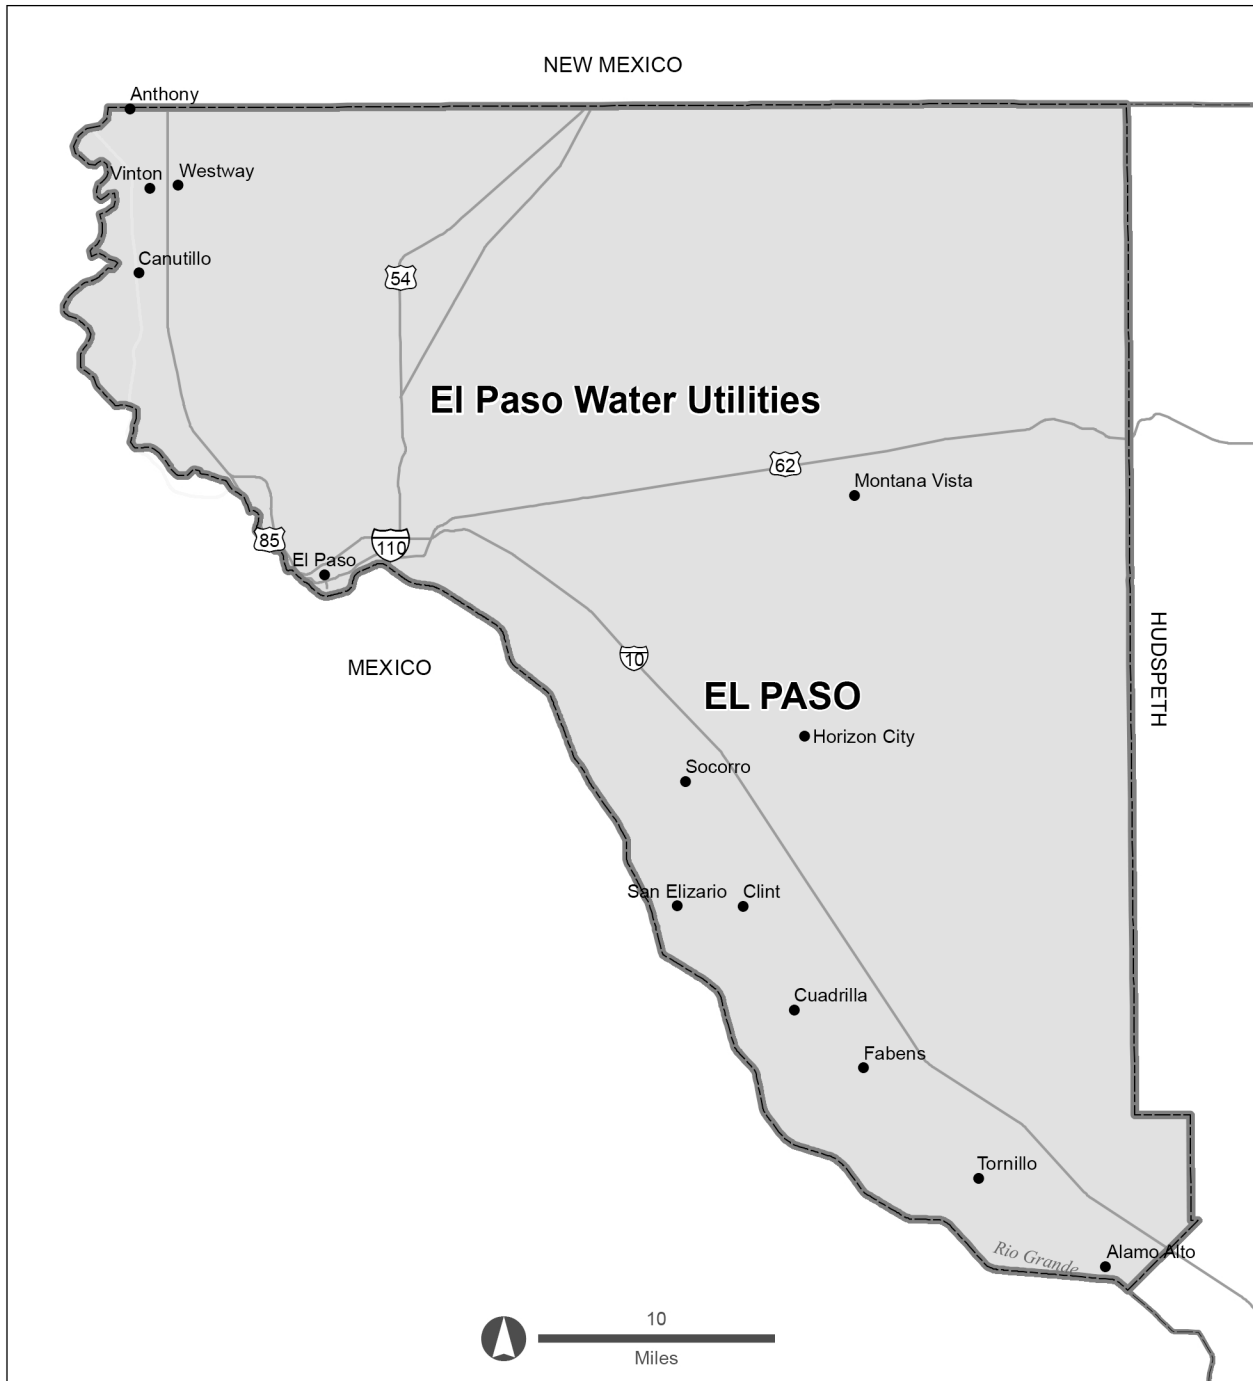 NEW MEXICO
Anthony
Vinton
Westway
Canutillo
54
El Paso Water Utilities
62
Montana Vista
85
110
El Paso
HUDSPETH
MEXICO
10
EL PASO
Horizon City
Socorro
San Elizario
Clint
Cuadrilla
Fabens
Tornillo
Rio Grande
Alamo Alto
10
Miles